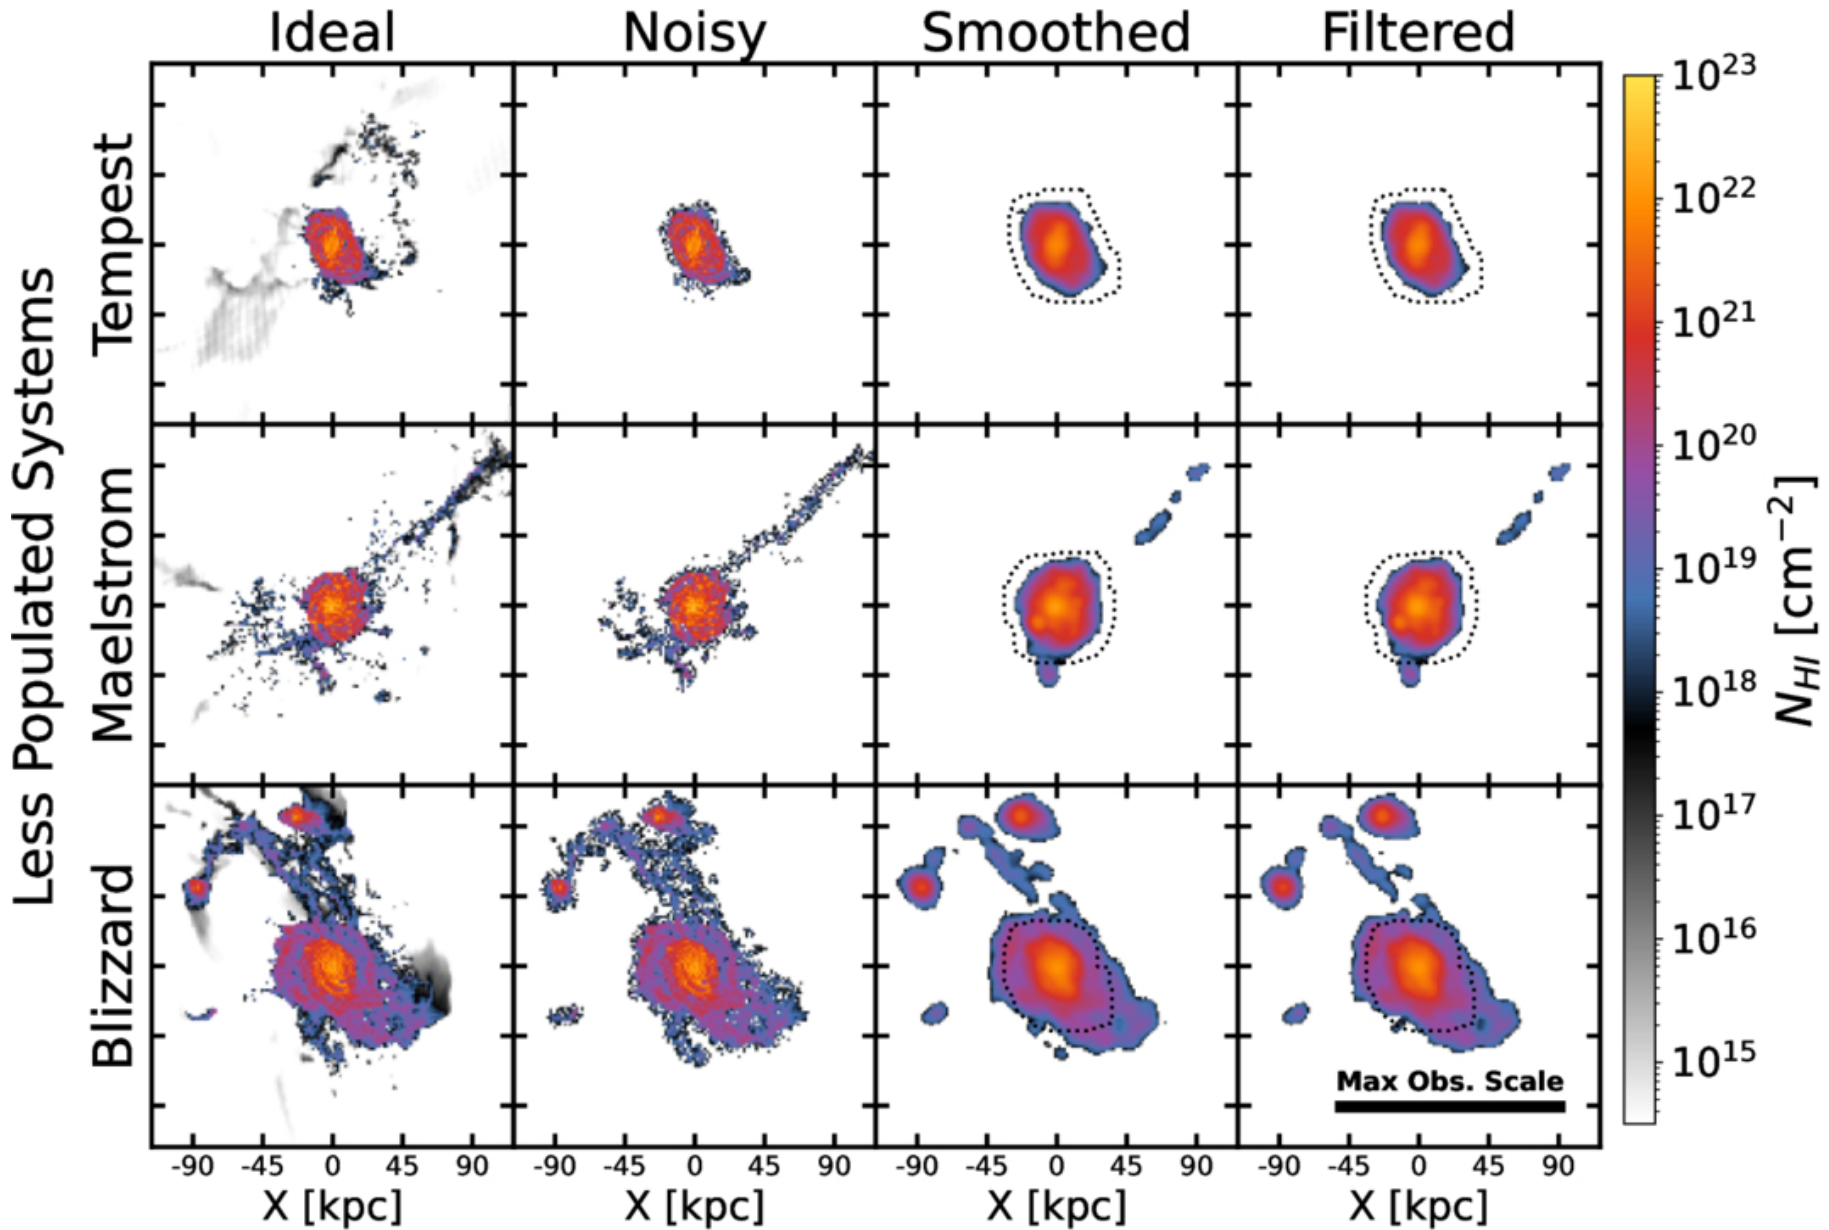 Ideal Noisy Smoothed Filtered
Less Populated Systems
Tempest
Maelstrom
Blizzard
Max Obs. Scale
-90 -45 0 45 90 -90 -45 0 45 90 -90 -45 0 45 90 -90 -45 0 45 90
X [kpc] X [kpc] X [kpc] X [kpc]
10^23
10^22
10^21
10^20
10^19
10^18
10^17
10^16
10^15
N_HI [cm^−2]